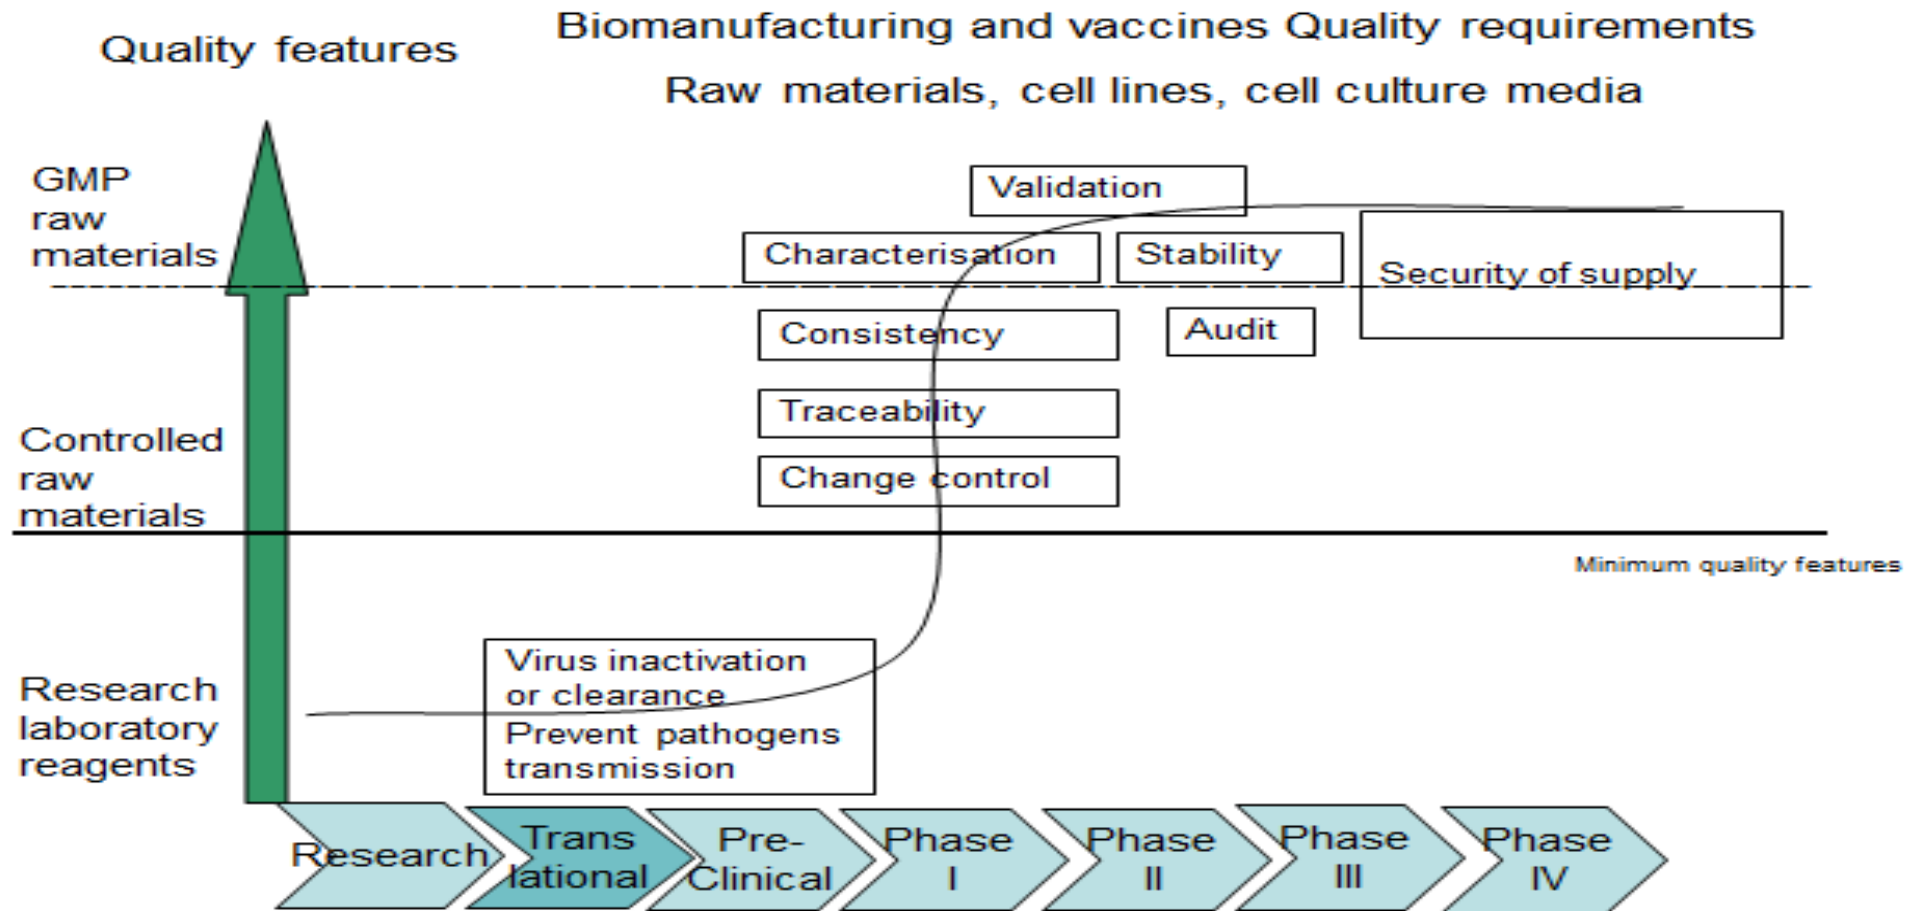 Biomanufacturing and vaccines Quality requirements
Quality features
Raw materials, cell lines, cell culture media
GMP
raw
materials
Validation
Characterisation
Stability
Security of supply
Consistency
Audit
Traceability
Controlled
raw
materials
Change control
Minimum quality features
Research
laboratory
reagents
Virus inactivation
or clearance
Prevent pathogens
transmission
Research
Trans
lational
Pre-
Clinical
Phase
I
Phase
II
Phase
III
Phase
IV